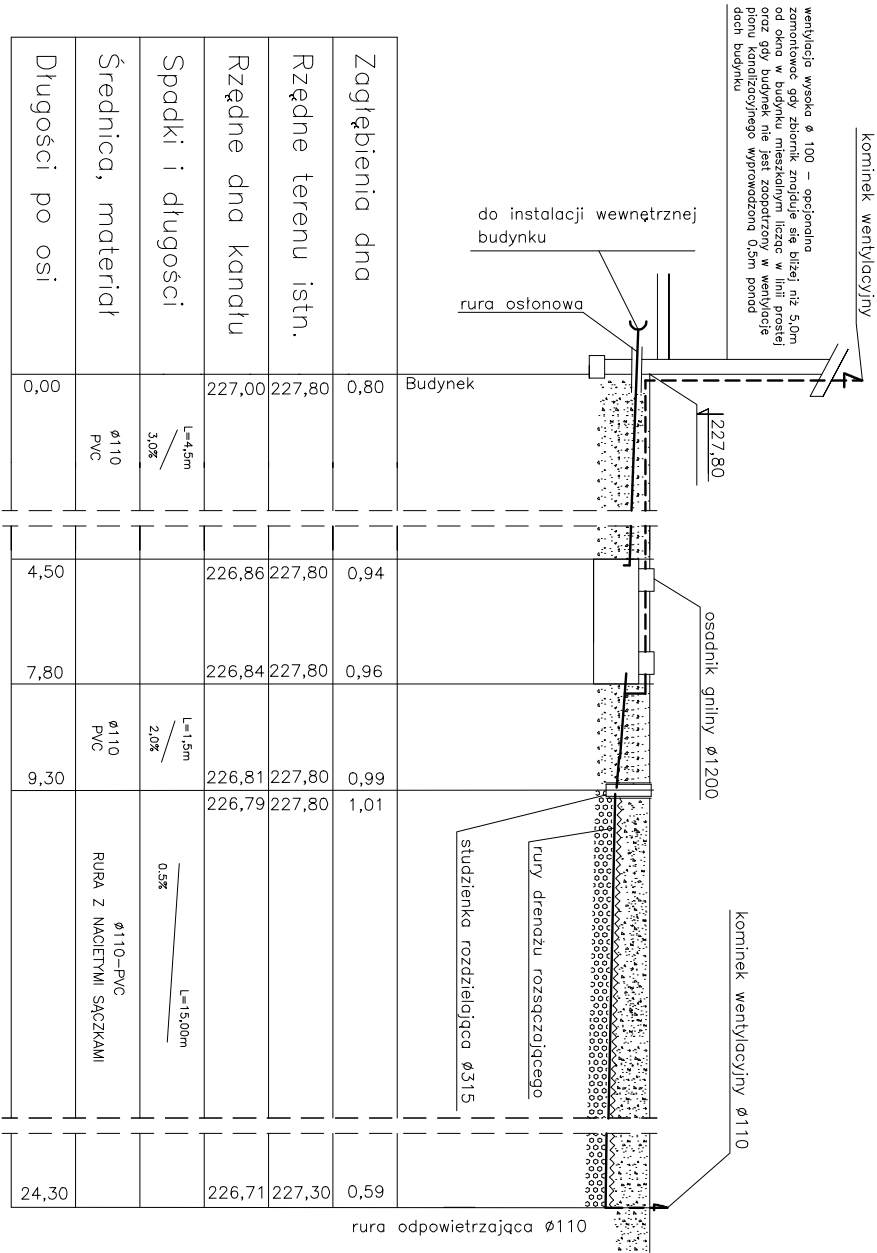 wentylacja wysoka ø 100 – opcjonalna
zamontować gdy zbiornik znajduje się bliżej niż 5,0m
od okna w budynku mieszkalnym licząc w linii prostej
oraz gdy budynek nie jest zaopatrzony w wentylację
pionu kanalizacyjnego wyprowadzoną 0,5m ponad
dach budynku
kominek wentylacyjny
do instalacji wewnętrznej
budynku
rura osłonowa
227,80
osadnik gnilny ø1200
kominek wentylacyjny ø110
rury drenażu rozsączającego
studzienka rozdzielająca ø315
rura odpowietrzająca ø110
Budynek
Zagłębienia dna
0,80
0,94
0,96
0,99
1,01
0,59
Rzędne terenu istn.
227,80
227,80
227,80
227,80
227,80
227,30
Rzędne dna kanału
227,00
226,86
226,84
226,81
226,79
226,71
Spadki i długości
L=4,5m
3,0%
L=1,5m
2,0%
L=15,00m
0.5%
Średnica, materiał
ø110
PVC
ø110
PVC
ø110–PVC
RURA Z NACIĘTYMI SĄCZKAMI
Długości po osi
0,00
4,50
7,80
9,30
24,30